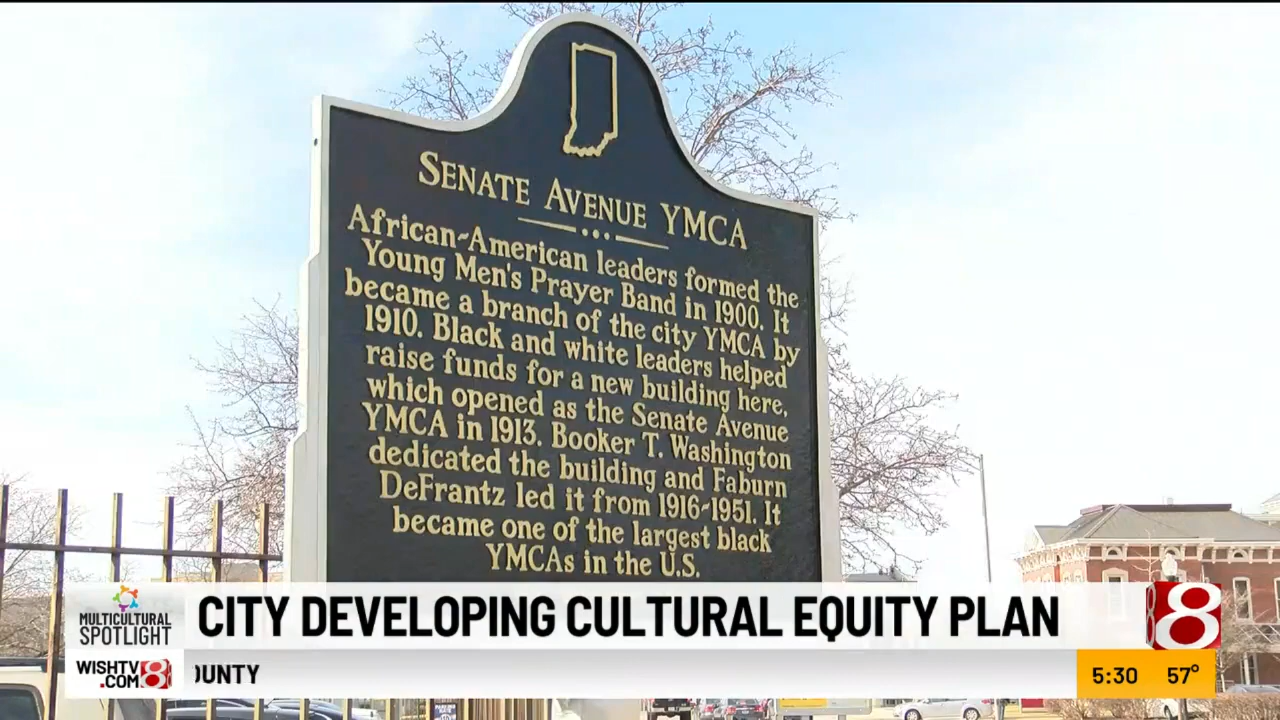 SENATE AVENUE YMCA
African-American leaders formed the
Young Men's Prayer Band in 1900. It
became a branch of the city YMCA by
1910. Black and white leaders helped
raise funds for a new building here,
which opened as the Senate Avenue
YMCA in 1913. Booker T. Washington
dedicated the building and Faburn
DeFrantz led it from 1916-1951. It
became one of the largest black
YMCAs in the U.S.
MULTICULTURAL
SPOTLIGHT
CITY DEVELOPING CULTURAL EQUITY PLAN
8
WISHTV
.COM 8
OUNTY
5:30 57°